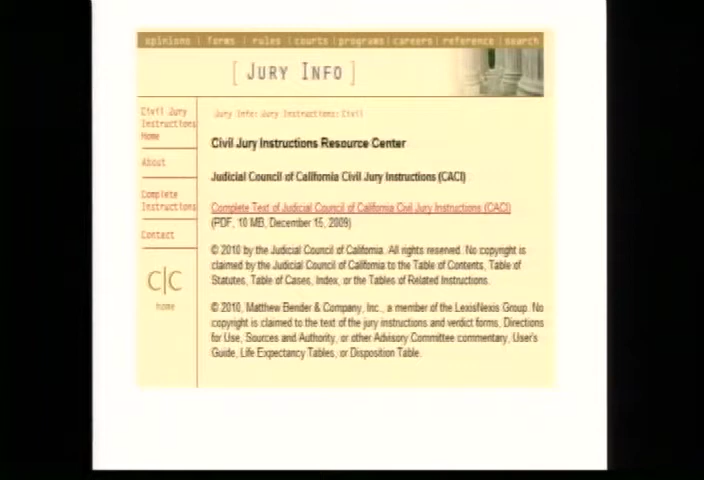 opinions | forms | rules | courts | programs | careers | reference | search
[ JURY INFO ]
Civil Jury
Instructions
Home
About
Complete
Instructions
Contact
C|C
home
Jury Info: Jury Instructions: Civil
Civil Jury Instructions Resource Center
Judicial Council of California Civil Jury Instructions (CACI)
Complete Text of Judicial Council of California Civil Jury Instructions (CACI)
(PDF, 10 MB, December 15, 2009)
© 2010 by the Judicial Council of California. All rights reserved. No copyright is
claimed by the Judicial Council of California to the Table of Contents, Table of
Statutes, Table of Cases, Index, or the Tables of Related Instructions.
© 2010, Matthew Bender & Company, Inc., a member of the LexisNexis Group. No
copyright is claimed to the text of the jury instructions and verdict forms, Directions
for Use, Sources and Authority, or other Advisory Committee commentary, User's
Guide, Life Expectancy Tables, or Disposition Table.